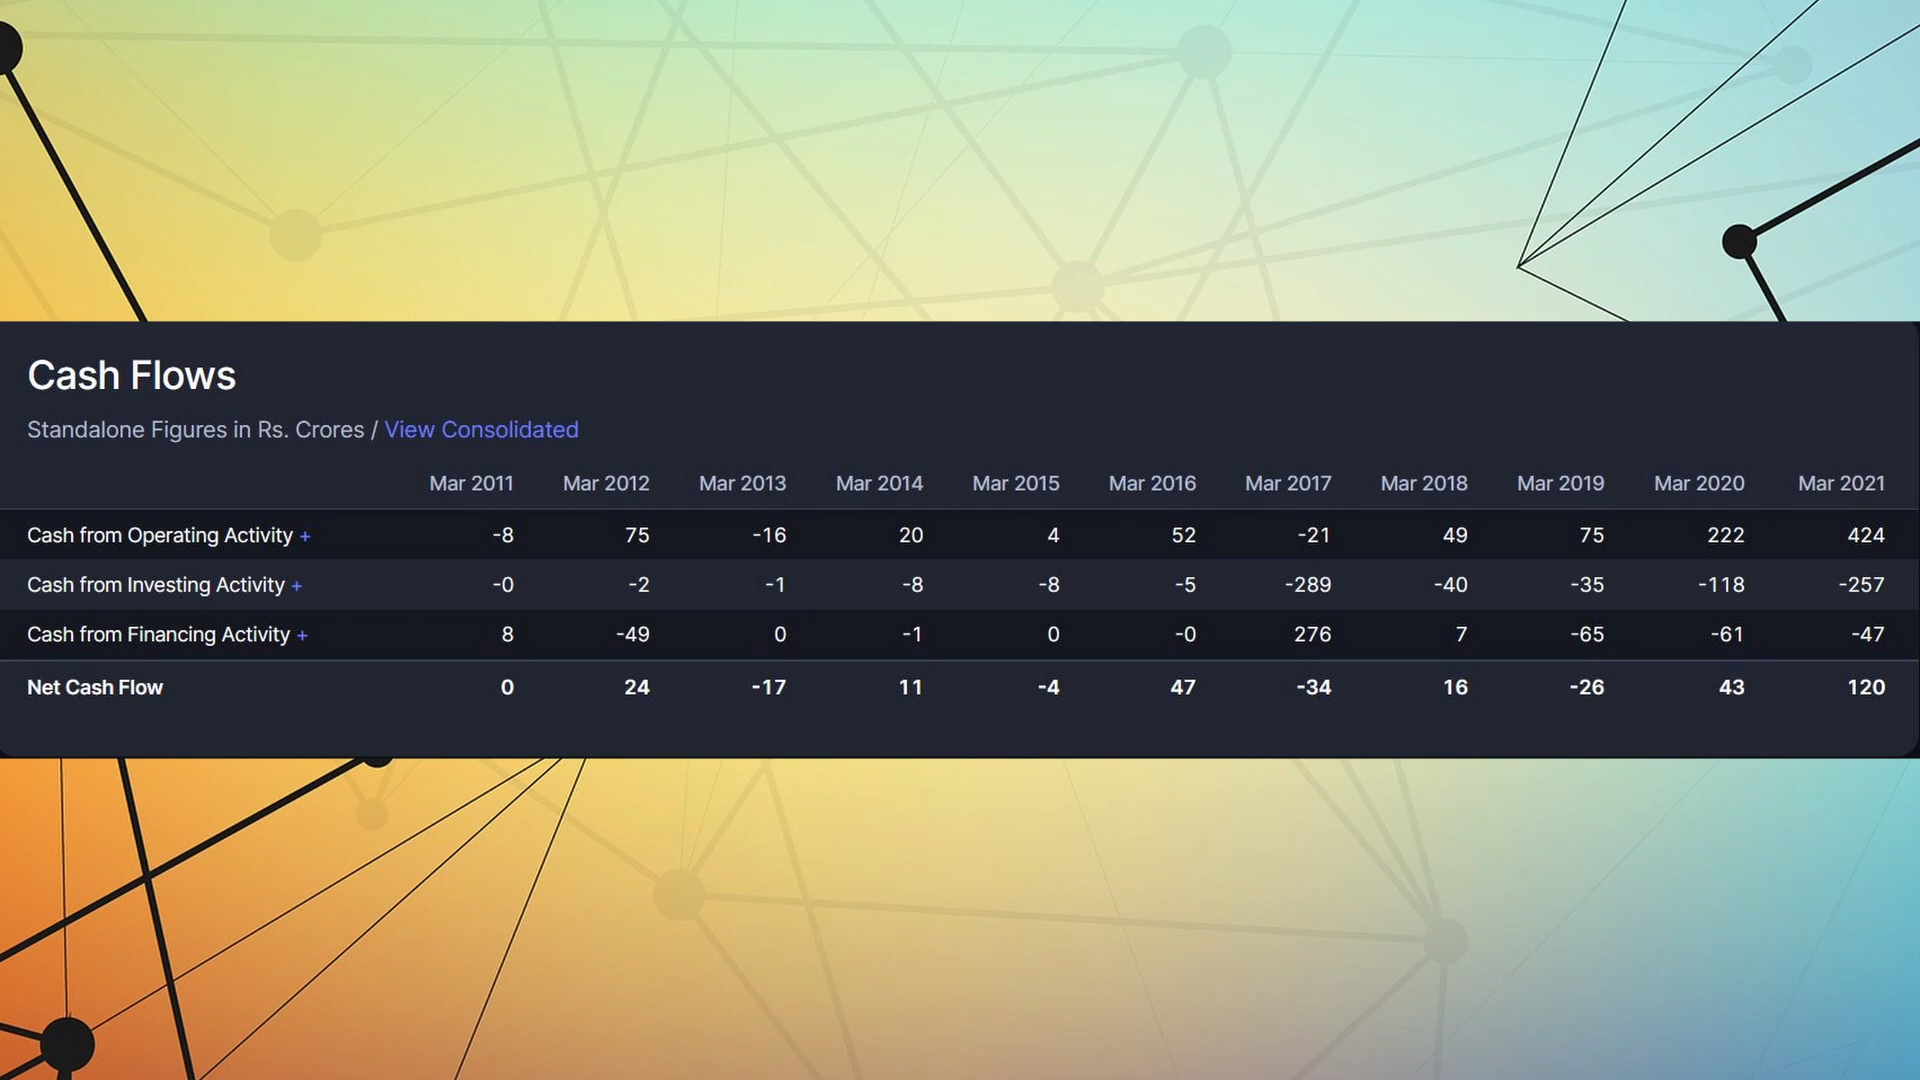 Cash Flows
Standalone Figures in Rs. Crores / View Consolidated
Mar 2011 Mar 2012 Mar 2013 Mar 2014 Mar 2015 Mar 2016 Mar 2017 Mar 2018 Mar 2019 Mar 2020 Mar 2021
Cash from Operating Activity + -8 75 -16 20 4 52 -21 49 75 222 424
Cash from Investing Activity + -0 -2 -1 -8 -8 -5 -289 -40 -35 -118 -257
Cash from Financing Activity + 8 -49 0 -1 0 -0 276 7 -65 -61 -47
Net Cash Flow 0 24 -17 11 -4 47 -34 16 -26 43 120